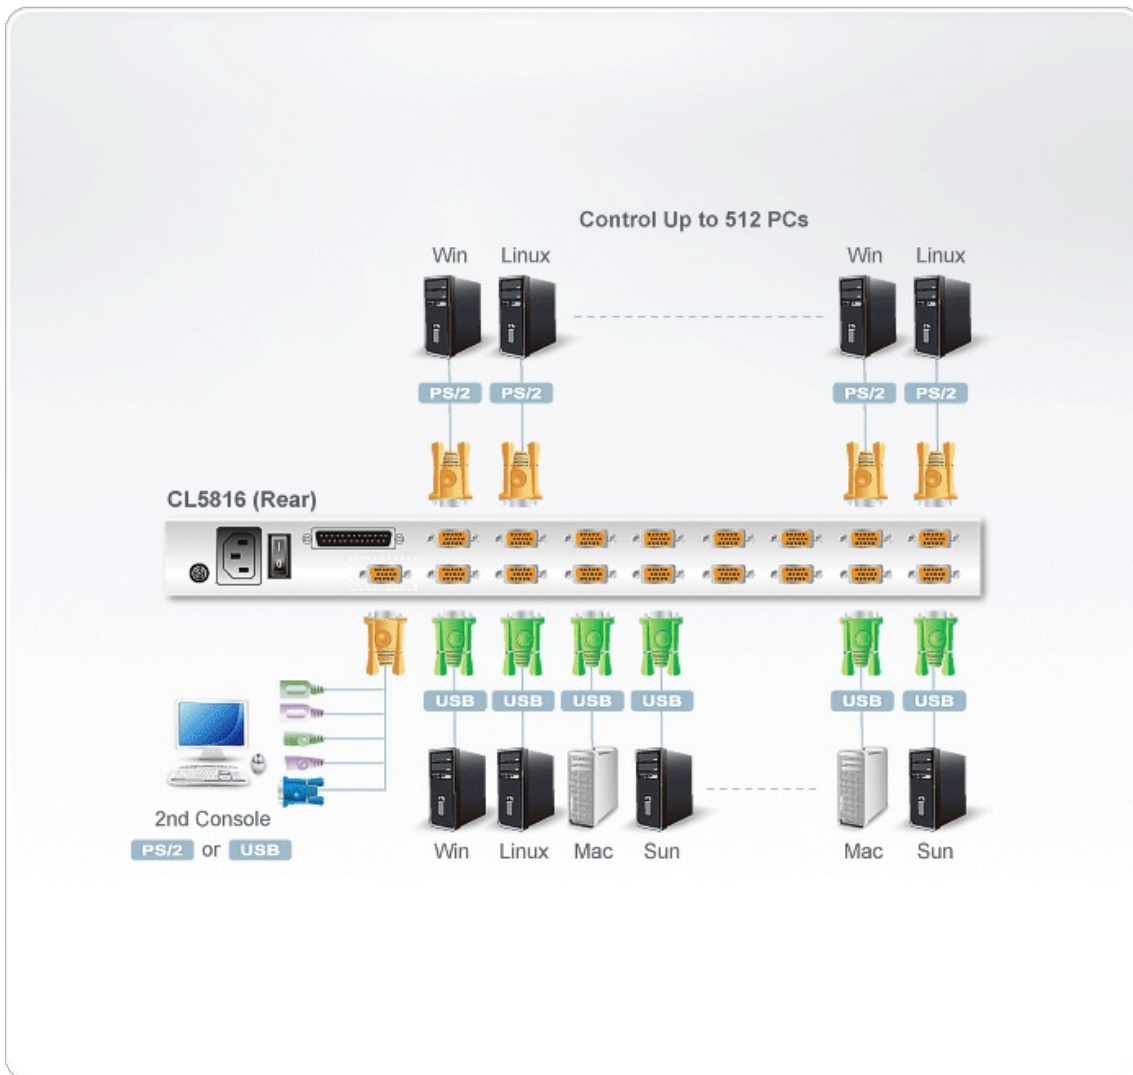 Control Up to 512 PCs
Win Linux Win Linux
PS/2 PS/2 PS/2 PS/2
CL5816 (Rear)
USB USB USB USB USB USB
2nd Console
PS/2 or USB
Win Linux Mac Sun Mac Sun